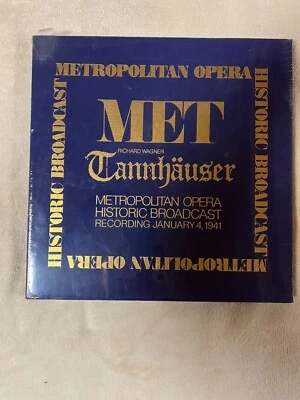 METROPOLITAN OPERA
HISTORIC BROADCAST
MET
RICHARD WAGNER
Tannhäuser
METROPOLITAN OPERA
HISTORIC BROADCAST
RECORDING JANUARY 4, 1941
HISTORIC BROADCAST
METROPOLITAN OPERA